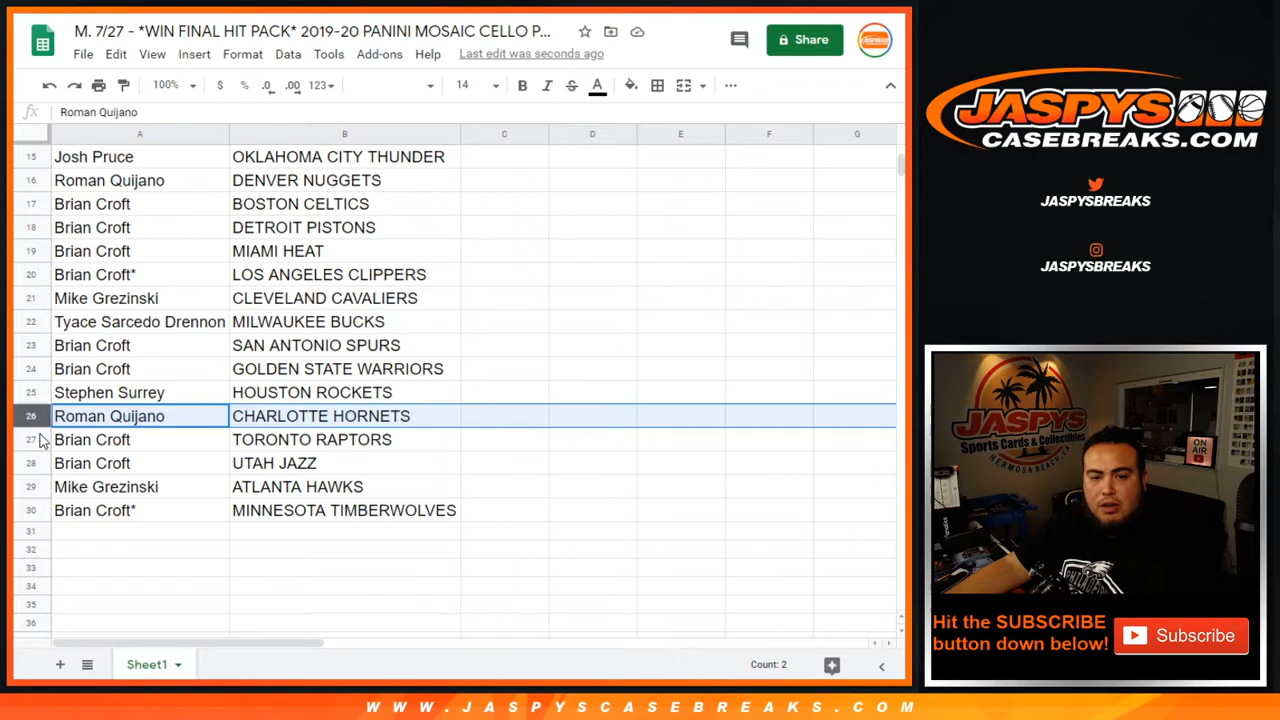 M. 7/27 - *WIN FINAL HIT PACK* 2019-20 PANINI MOSAIC CELLO P...
File Edit View Insert Format Data Tools Add-ons Help Last edit was seconds ago
Share
100% $ % .0 .00 123 14 B I S A
fx Roman Quijano
A B C D E F G
15 Josh Pruce OKLAHOMA CITY THUNDER
16 Roman Quijano DENVER NUGGETS
17 Brian Croft BOSTON CELTICS
18 Brian Croft DETROIT PISTONS
19 Brian Croft MIAMI HEAT
20 Brian Croft* LOS ANGELES CLIPPERS
21 Mike Grezinski CLEVELAND CAVALIERS
22 Tyace Sarcedo Drennon MILWAUKEE BUCKS
23 Brian Croft SAN ANTONIO SPURS
24 Brian Croft GOLDEN STATE WARRIORS
25 Stephen Surrey HOUSTON ROCKETS
26 Roman Quijano CHARLOTTE HORNETS
27 Brian Croft TORONTO RAPTORS
28 Brian Croft UTAH JAZZ
29 Mike Grezinski ATLANTA HAWKS
30 Brian Croft* MINNESOTA TIMBERWOLVES
31
32
33
34
35
36
Sheet1
Count: 2
JASPYS
CASEBREAKS.COM
JASPYSBREAKS
JASPYSBREAKS
JASPYS
Sports Cards & Collectibles
HERMOSA BEACH, CA
ON AIR
Hit the SUBSCRIBE
button down below!
Subscribe
WWW.JASPYSCASEBREAKS.COM